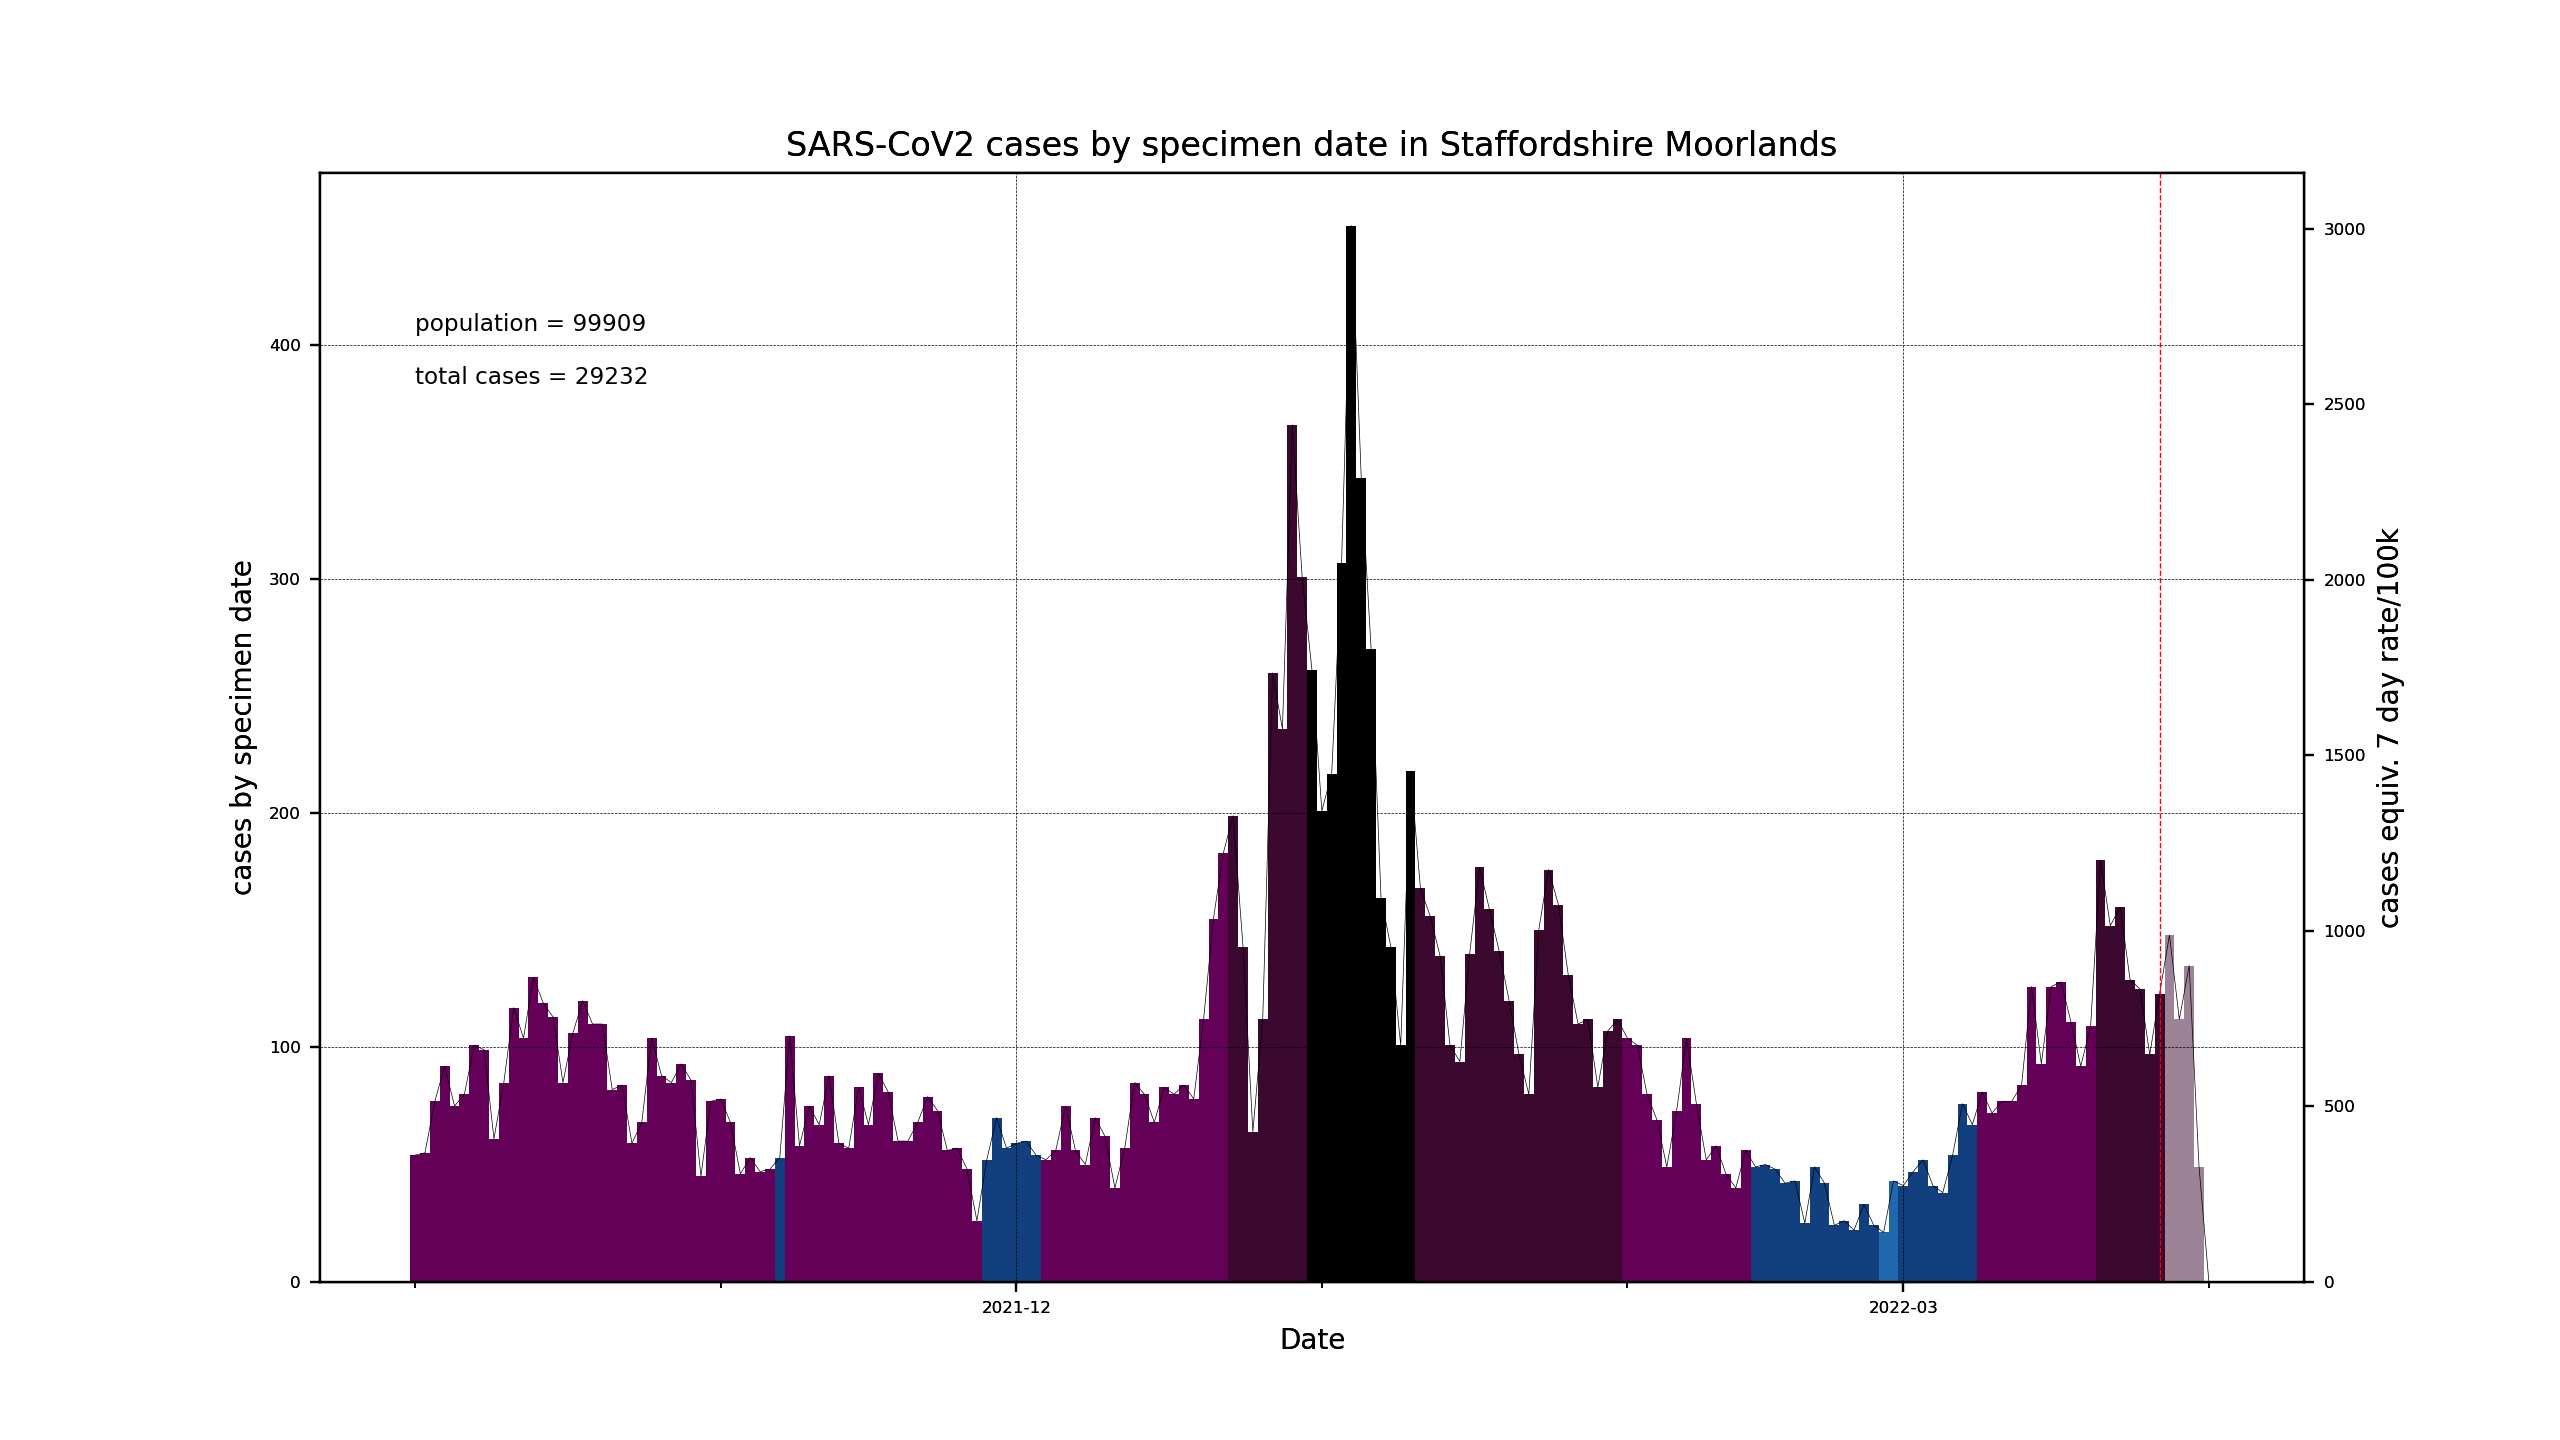 SARS-CoV2 cases by specimen date in Staffordshire Moorlands
population = 99909
total cases = 29232
cases by specimen date
400
300
200
100
0
3000
2500
2000
1500
1000
500
0
cases equiv. 7 day rate/100k
2021-12
2022-03
Date